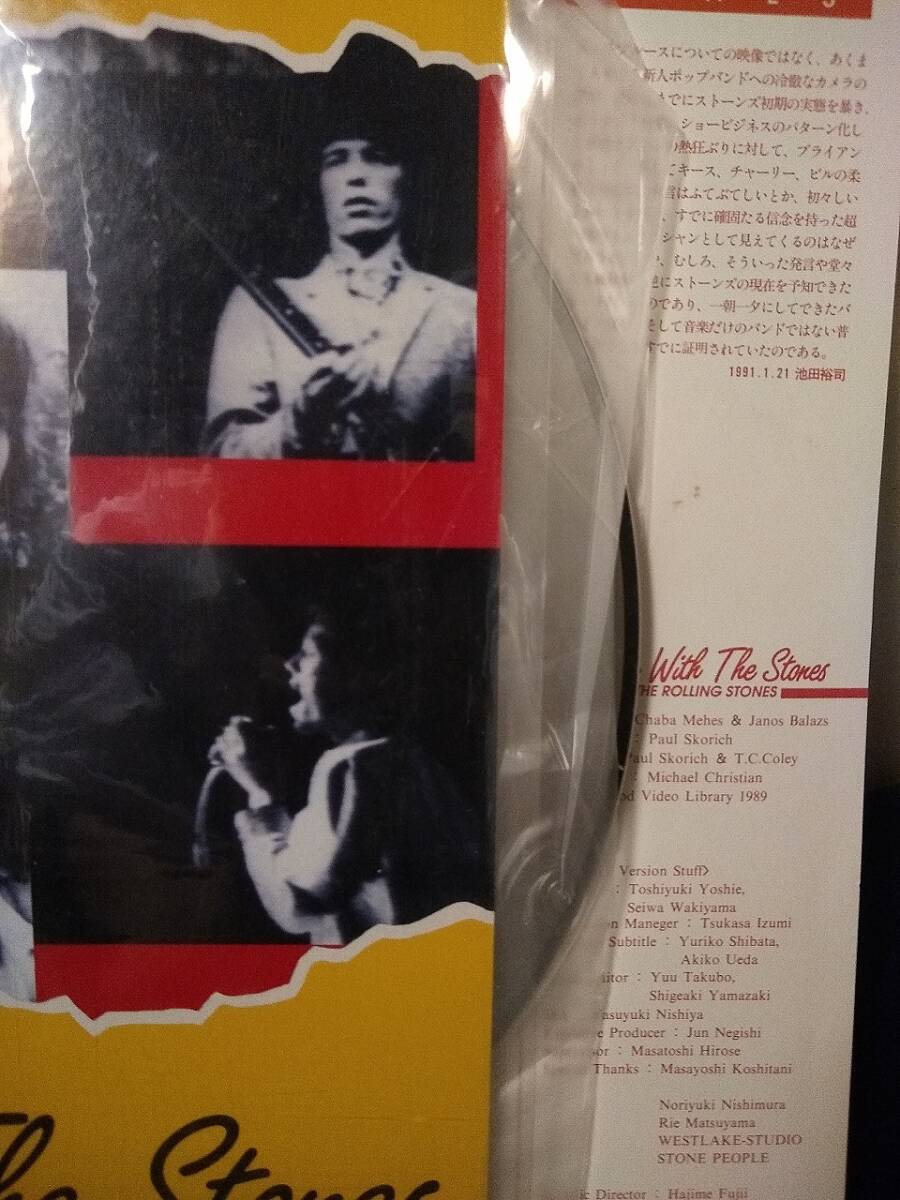 ースについての映像ではなく、あくま
新人ポップバンドへの冷徹なカメラの
までにストーンズ初期の実態を暴き、
ショービジネスのパターン化し
熱狂ぶりに対して、ブライアン
てキース、チャーリー、ビルの柔
言はふてぶてしいとか、初々しい
、すでに確固たる信念を持った超
シャンとして見えてくるのはなぜ
、むしろ、そういった発言や堂々
にストーンズの現在を予知できた
のであり、一朝一夕にしてできたバ
そして音楽だけのバンドではない普
すでに証明されていたのである。
1991.1.21 池田裕司
With The Stones
THE ROLLING STONES
Chaba Mehes & Janos Balazs
: Paul Skorich
Paul Skorich & T.C.Coley
: Michael Christian
Video Library 1989
Version Stuff〉
: Toshiyuki Yoshie,
Seiwa Wakiyama
Maneger : Tsukasa Izumi
Subtitle : Yuriko Shibata,
Akiko Ueda
: Yuu Takubo,
Shigeaki Yamazaki
asuyuki Nishiya
Producer : Jun Negishi
: Masatoshi Hirose
Thanks : Masayoshi Koshitani
Noriyuki Nishimura
Rie Matsuyama
WESTLAKE-STUDIO
STONE PEOPLE
Director : Hajime Fujii
The Stones